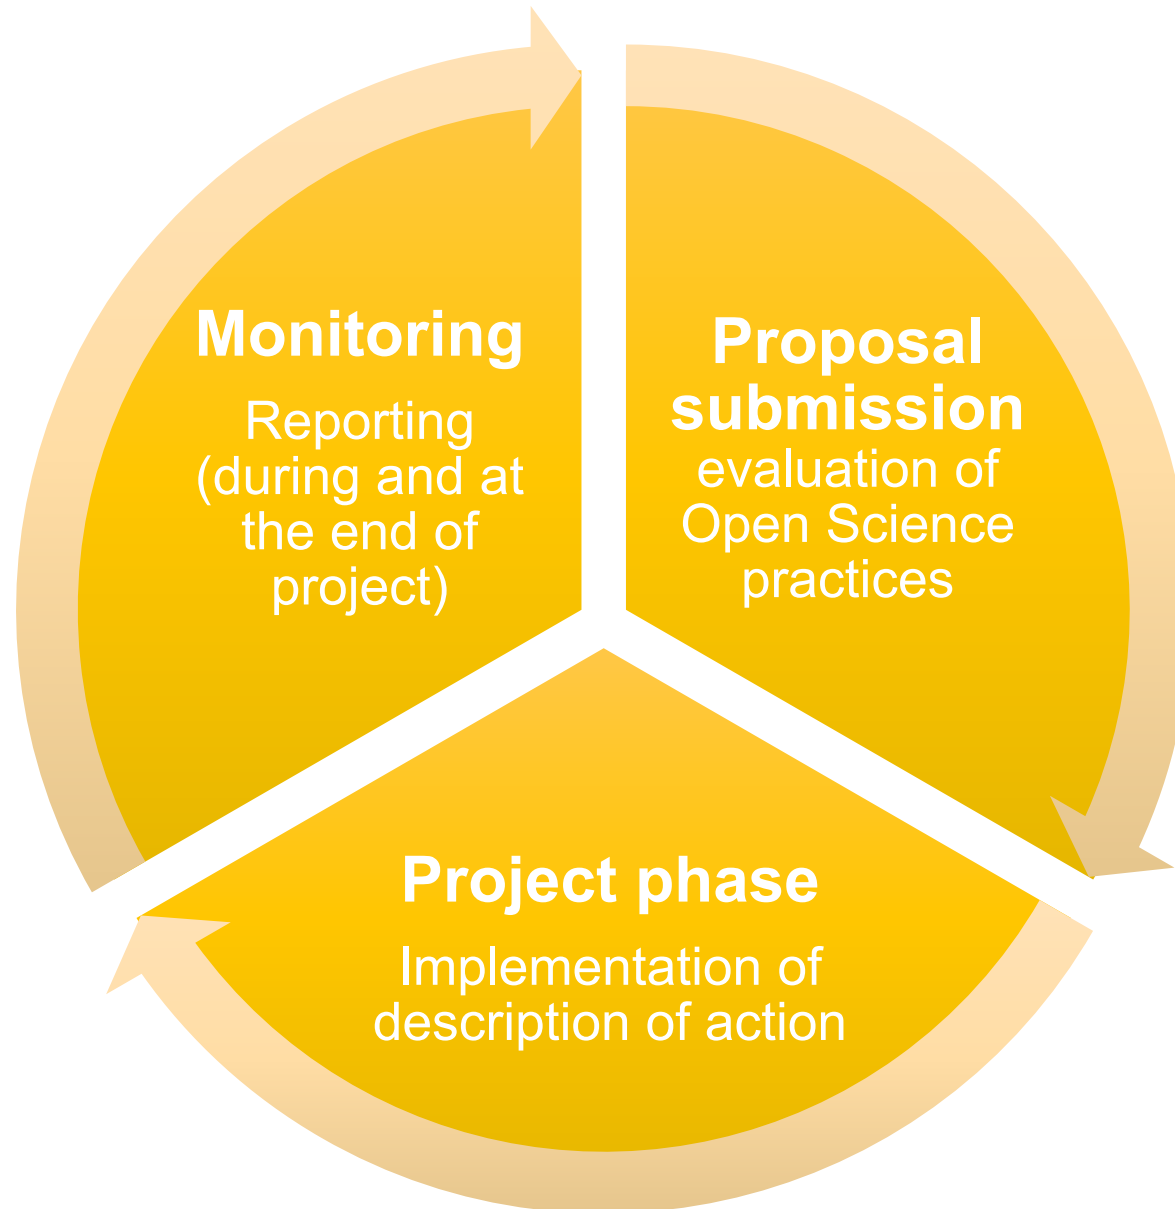 Monitoring
Reporting
(during and at
the end of
project)
Proposal
submission
evaluation of
Open Science
practices
Project phase
Implementation of
description of action